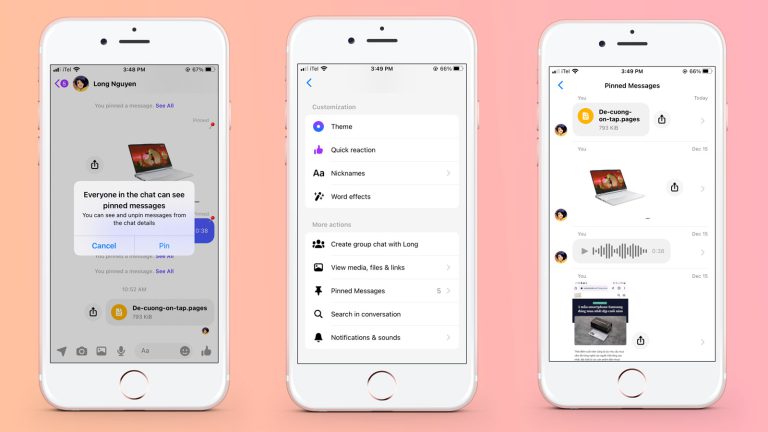 iTel 3:48 PM 67%
6 Long Nguyen
You pinned a message. See All
Pinned
Everyone in the chat can see
pinned messages
You can see and unpin messages from
the chat details
Cancel Pin
Pinned
0:38
You pinned a message. See All
You pinned a message. See All
10:52 AM
De-cuong-on-tap.pages
793 KiB
Aa
iTel 3:49 PM 66%
Customization
Theme
Quick reaction
Aa Nicknames
Word effects
More actions
Create group chat with Long
View media, files & links
Pinned Messages 5
Search in conversation
Notifications & sounds
iTel 3:49 PM 66%
Pinned Messages
You Today
De-cuong-
on-tap.pages
793 KiB
You Dec 15
You Dec 15
0:38
You Dec 15